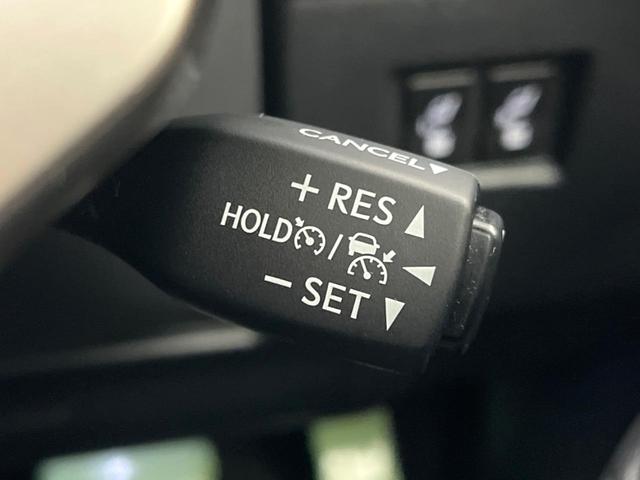 CANCEL▼
+ RES ▲
HOLD / ◀
− SET ▼